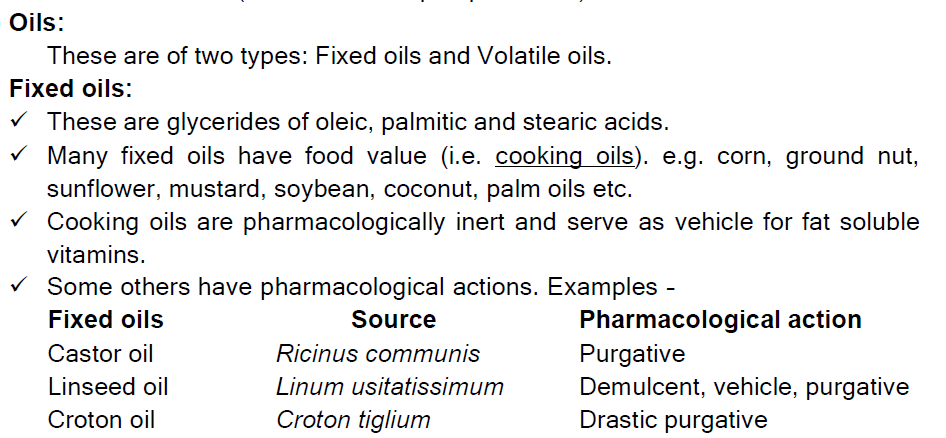 Oils:
These are of two types: Fixed oils and Volatile oils.
Fixed oils:
✓ These are glycerides of oleic, palmitic and stearic acids.
✓ Many fixed oils have food value (i.e. cooking oils). e.g. corn, ground nut,
sunflower, mustard, soybean, coconut, palm oils etc.
✓ Cooking oils are pharmacologically inert and serve as vehicle for fat soluble
vitamins.
✓ Some others have pharmacological actions. Examples -
Fixed oils Source Pharmacological action
Castor oil Ricinus communis Purgative
Linseed oil Linum usitatissimum Demulcent, vehicle, purgative
Croton oil Croton tiglium Drastic purgative